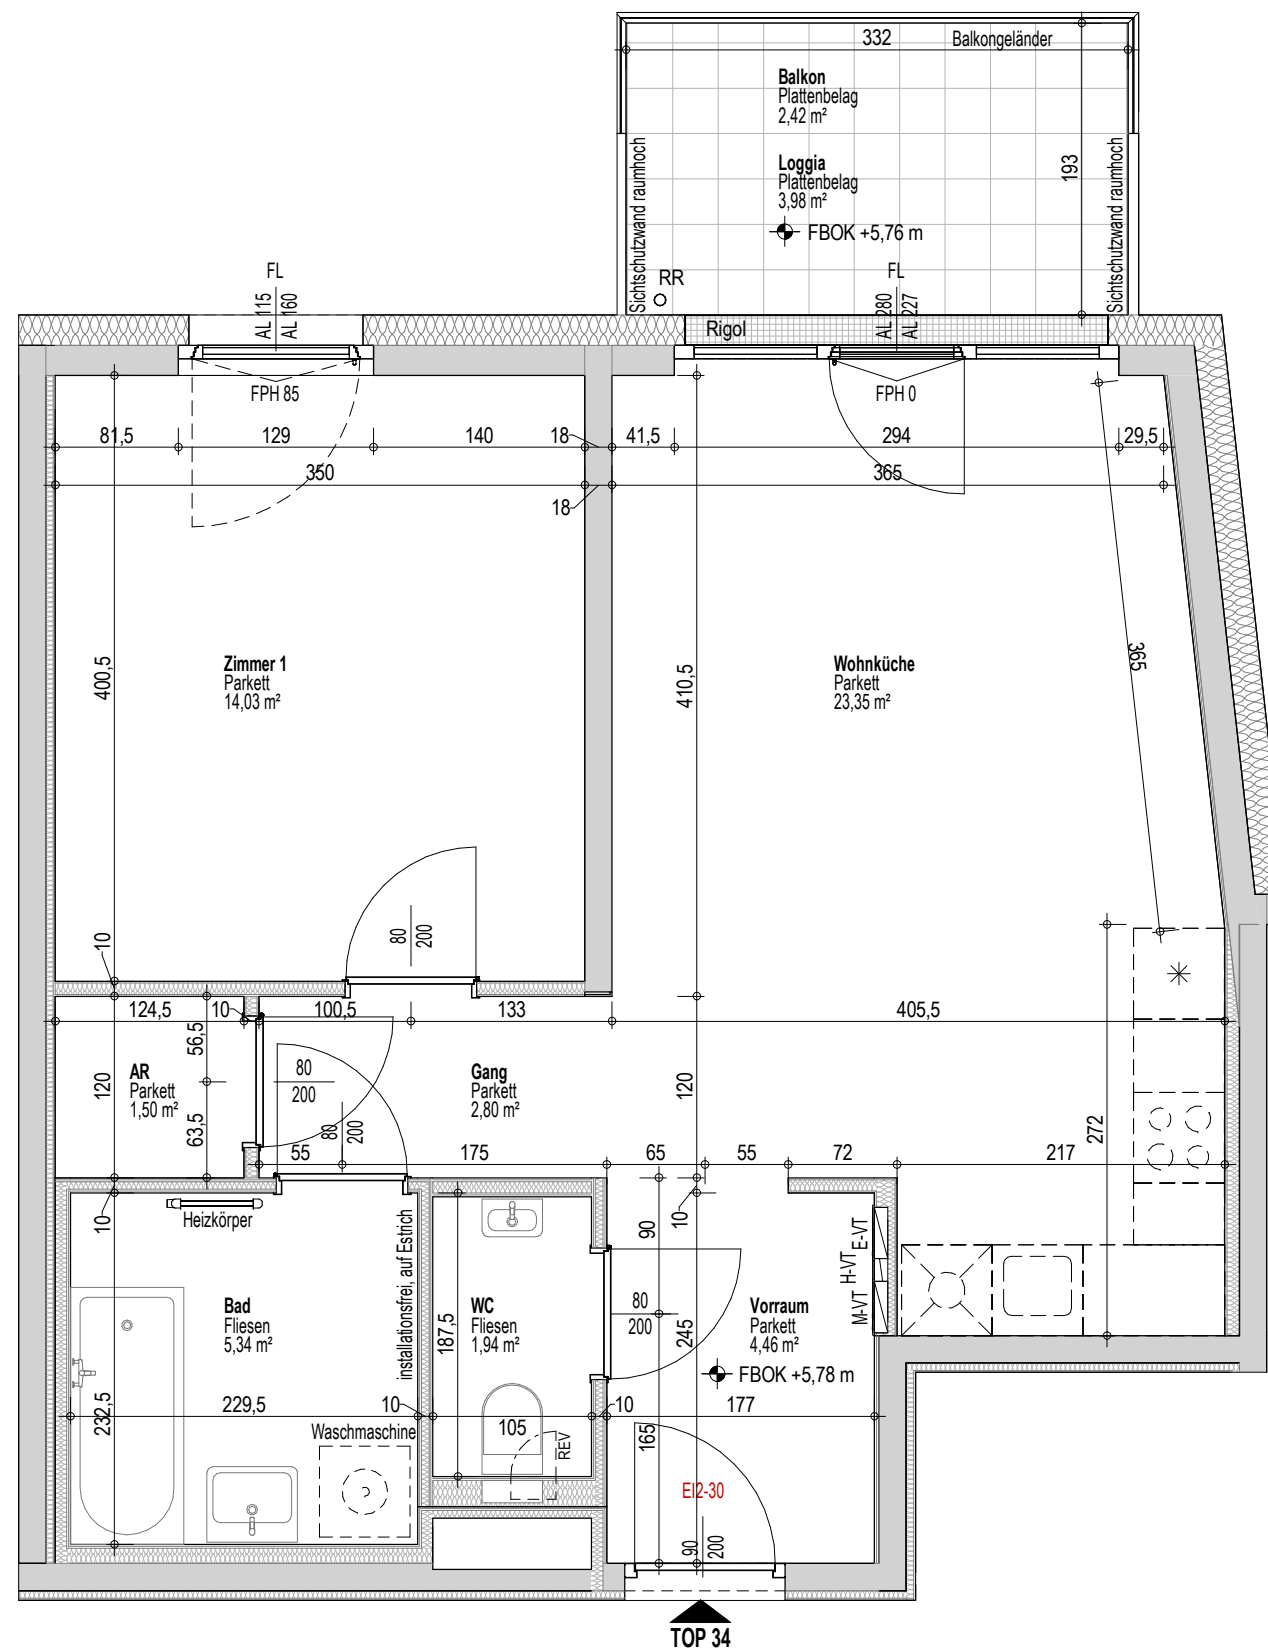 332
Balkongeländer
Balkon
Plattenbelag
2,42 m²
Loggia
Plattenbelag
3,98 m²
FBOK +5,76 m
193
Sichtschutzwand raumhoch
Sichtschutzwand raumhoch
RR
FL
AL 115
AL 160
FL
AL 280
AL 227
Rigol
FPH 85
FPH 0
81,5
129
140
18
41,5
294
29,5
350
18
365
365
400,5
Zimmer 1
Parkett
14,03 m²
410,5
Wohnküche
Parkett
23,35 m²
80
200
10
124,5
10
100,5
133
405,5
56,5
120
63,5
AR
Parkett
1,50 m²
80
200
80
200
Gang
Parkett
2,80 m²
120
272
55
175
65
55
72
217
10
Heizkörper
installationsfrei, auf Estrich
90
10
E-VT
H-VT
M-VT
Bad
Fliesen
5,34 m²
187,5
WC
Fliesen
1,94 m²
80
200
245
Vorraum
Parkett
4,46 m²
FBOK +5,78 m
232,5
229,5
10
105
10
177
Waschmaschine
REV
165
EI2-30
90
200
TOP 34